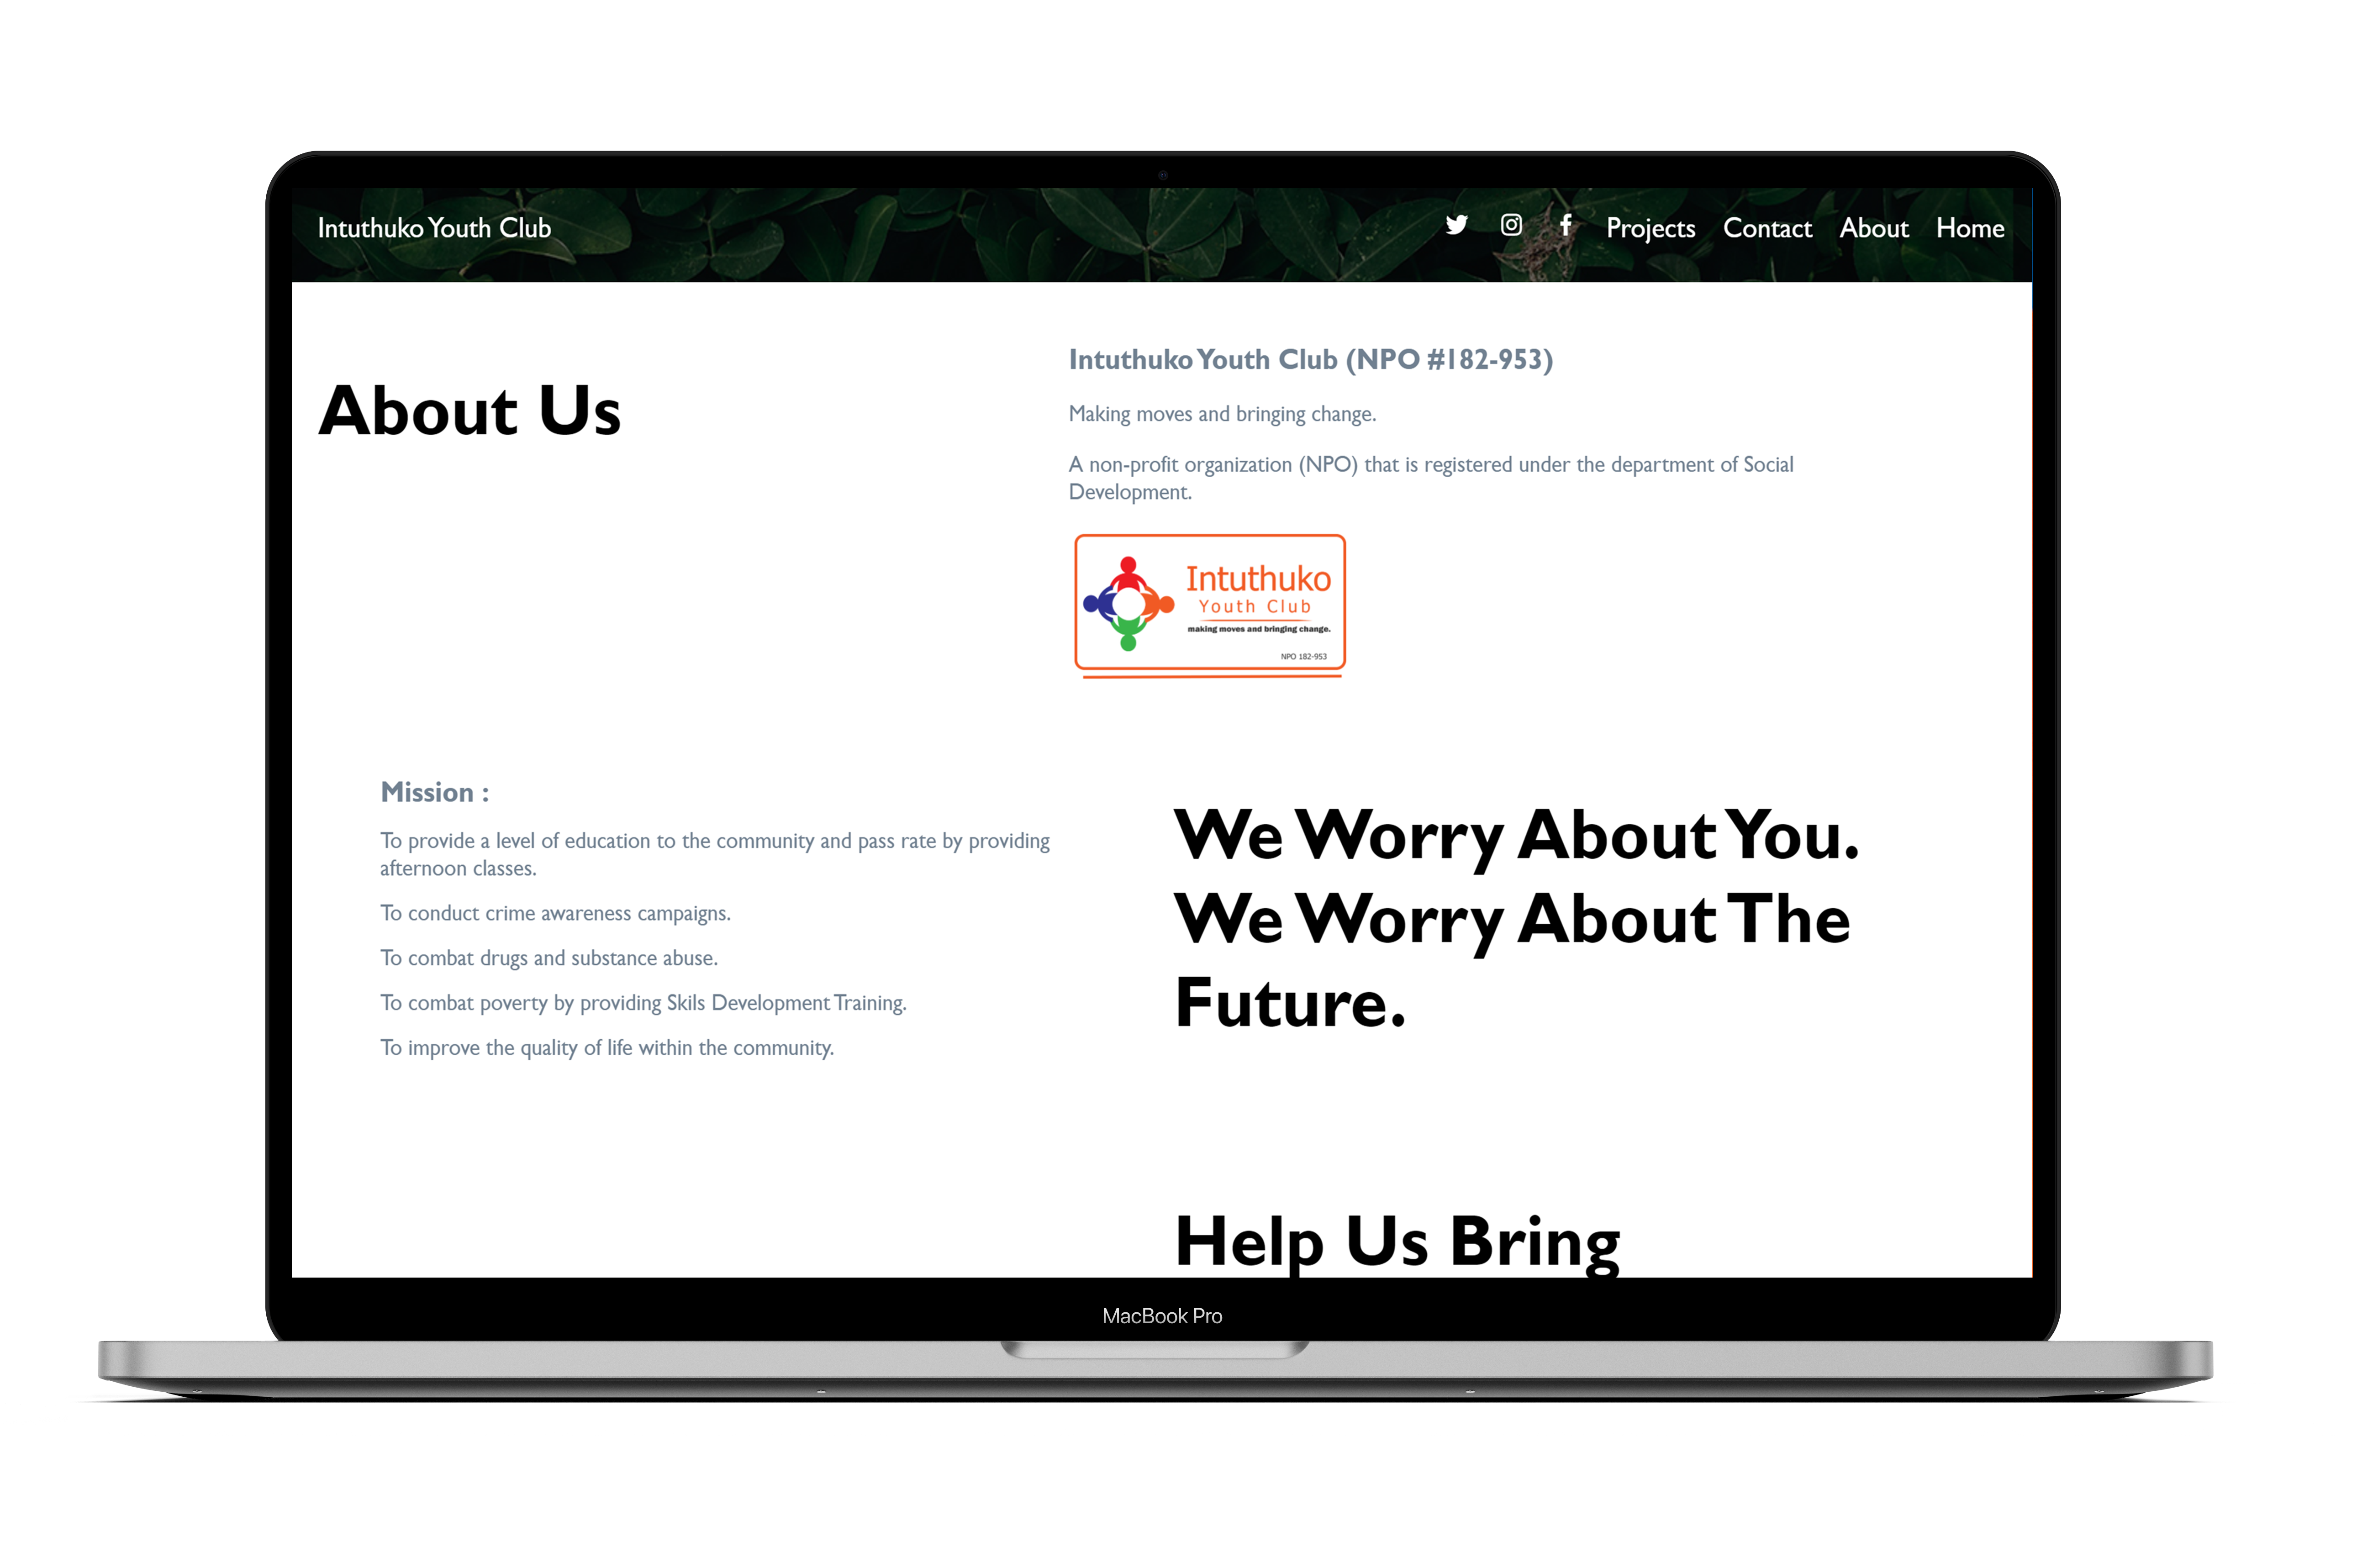 Intuthuko Youth Club
Projects Contact About Home
About Us
Intuthuko Youth Club (NPO #182-953)
Making moves and bringing change.
A non-profit organization (NPO) that is registered under the department of Social
Development.
Intuthuko
Youth Club
making moves and bringing change.
NPO 182-953
Mission :
To provide a level of education to the community and pass rate by providing
afternoon classes.
To conduct crime awareness campaigns.
To combat drugs and substance abuse.
To combat poverty by providing Skils Development Training.
To improve the quality of life within the community.
We Worry About You.
We Worry About The
Future.
Help Us Bring
MacBook Pro